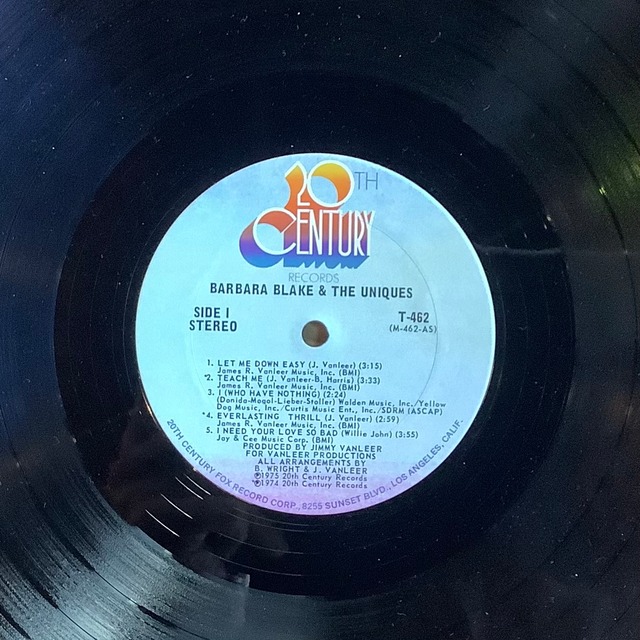 20TH
CENTURY
RECORDS
BARBARA BLAKE & THE UNIQUES
SIDE I
STEREO
T-462
(M-462-AS)
1. LET ME DOWN EASY (J. Vanleer) (3:15)
James R. Vanleer Music, Inc. (BMI)
*2. TEACH ME (J. Vanleer-B. Harris) (3:33)
James R. Vanleer Music, Inc. (BMI)
3. I (WHO HAVE NOTHING) (2:24)
(Donida-Mogol-Lieber-Stoller) Walden Music, Inc./Yellow
Dog Music, Inc./Curtis Music Ent., Inc./SDRM (ASCAP)
*4. EVERLASTING THRILL (J. Vanleer) (2:59)
James R. Vanleer Music, Inc. (BMI)
5. I NEED YOUR LOVE SO BAD (Willie John) (3:55)
Jay & Cee Music Corp. (BMI)
PRODUCED BY JIMMY VANLEER
FOR VANLEER PRODUCTIONS
ALL ARRANGEMENTS BY
B. WRIGHT & J. VANLEER
℗1975 20th Century Records
*℗1974 20th Century Records
20TH CENTURY FOX RECORD CORP., 8255 SUNSET BLVD., LOS ANGELES, CALIF.